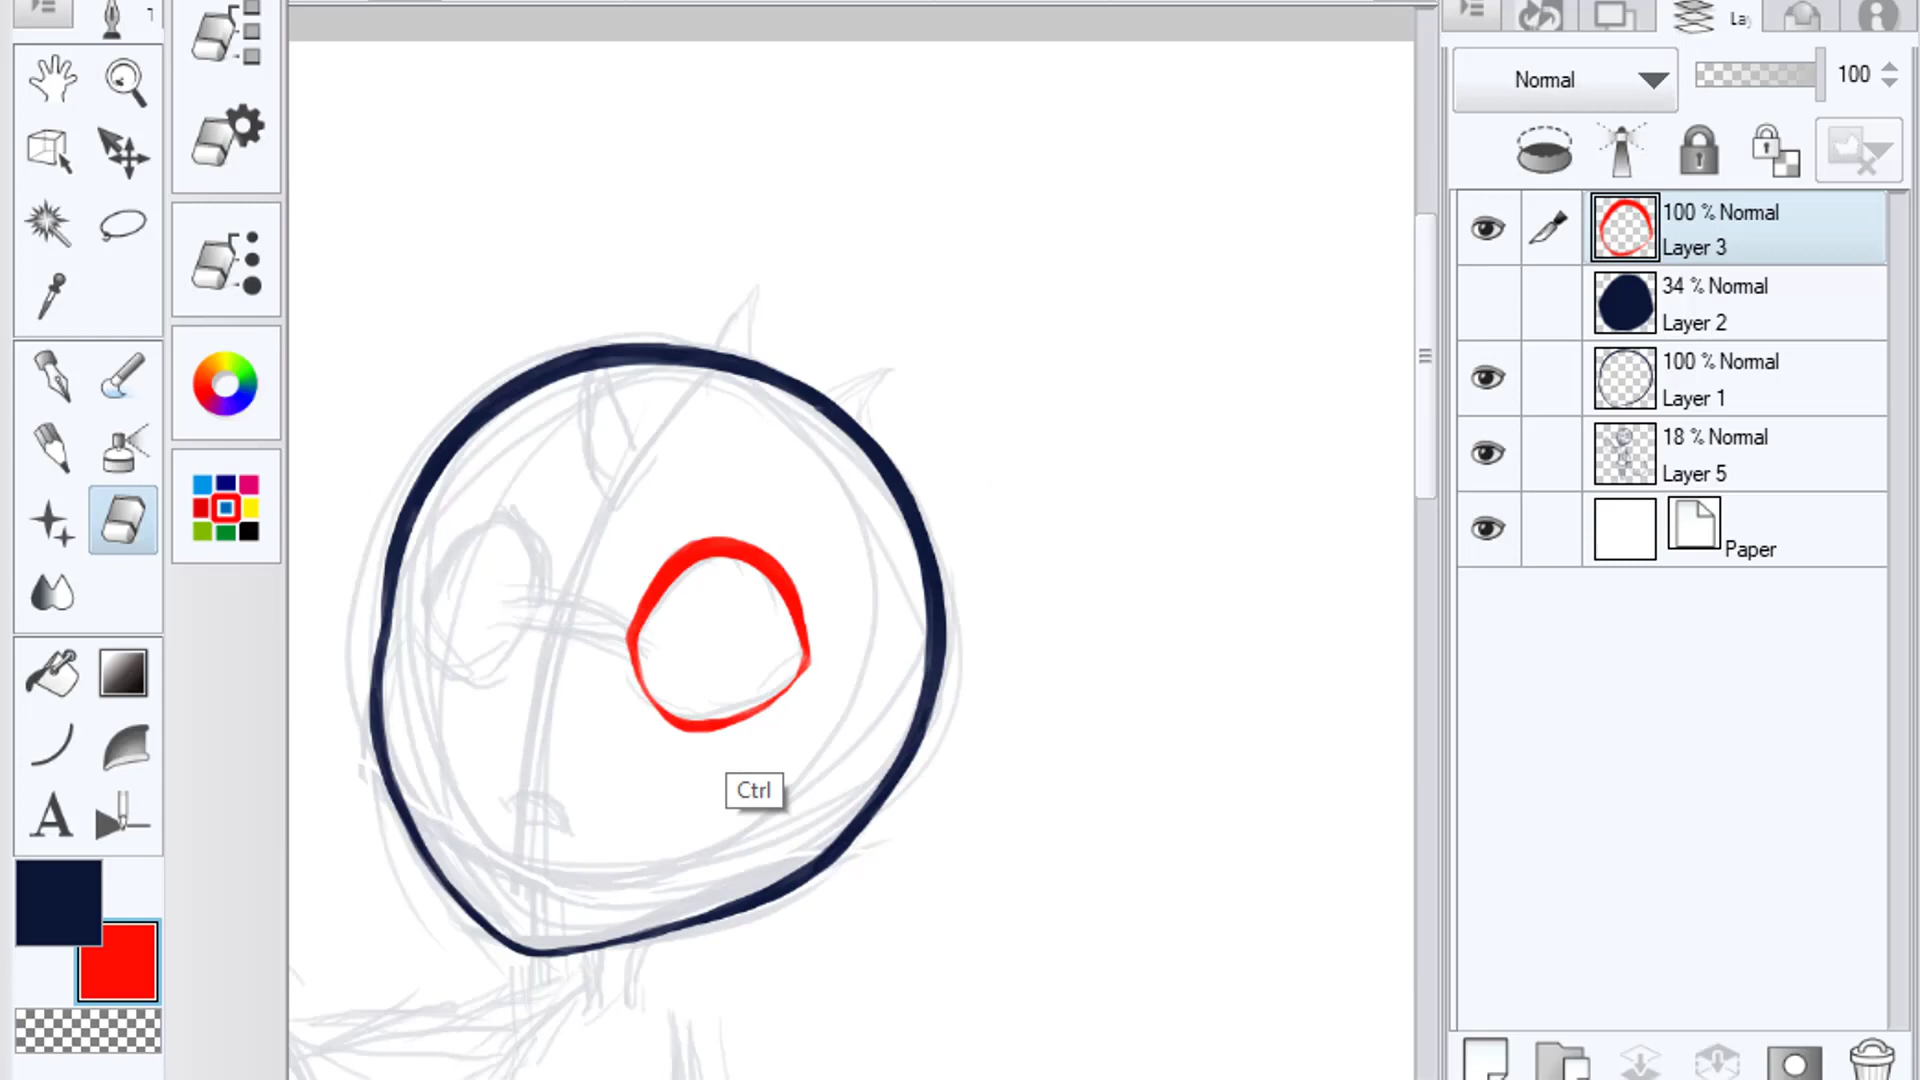 La
Normal
100
100 % Normal
Layer 3
34 % Normal
Layer 2
100 % Normal
Layer 1
18 % Normal
Layer 5
Paper
Ctrl
A